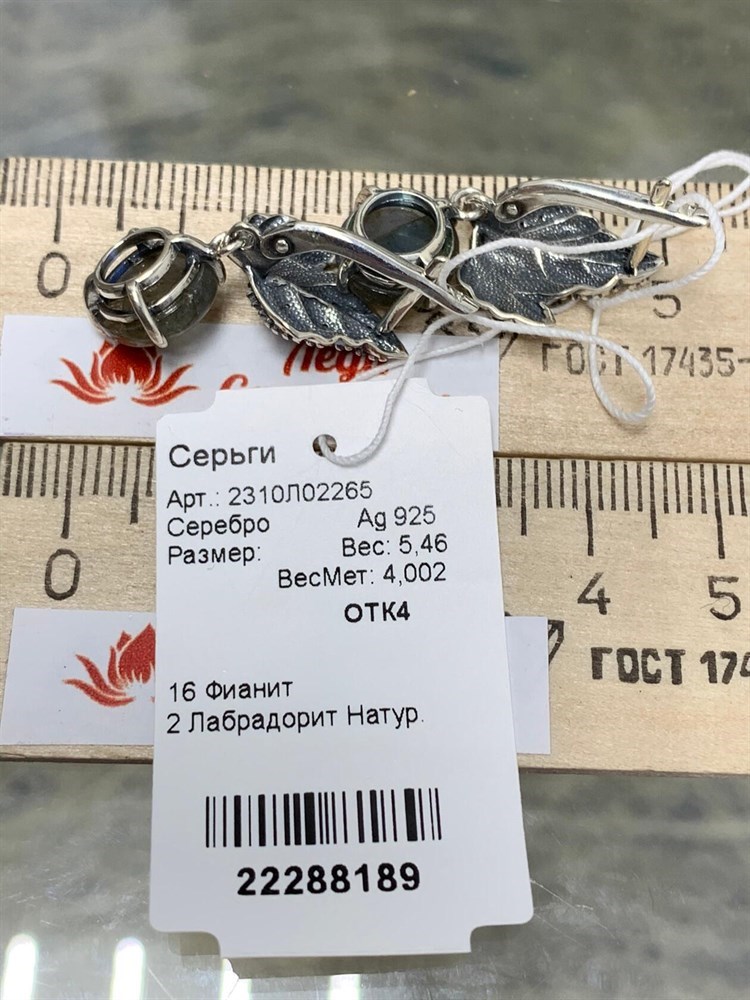 0
5
Леди
ГОСТ 17435-
Серьги
Арт.: 2310Л02265
Серебро Ag 925
Размер: Вес: 5,46
ВесМет: 4,002
ОТК4
16 Фианит
2 Лабрадорит Натур.
22288189
0
4
5
ГОСТ 174